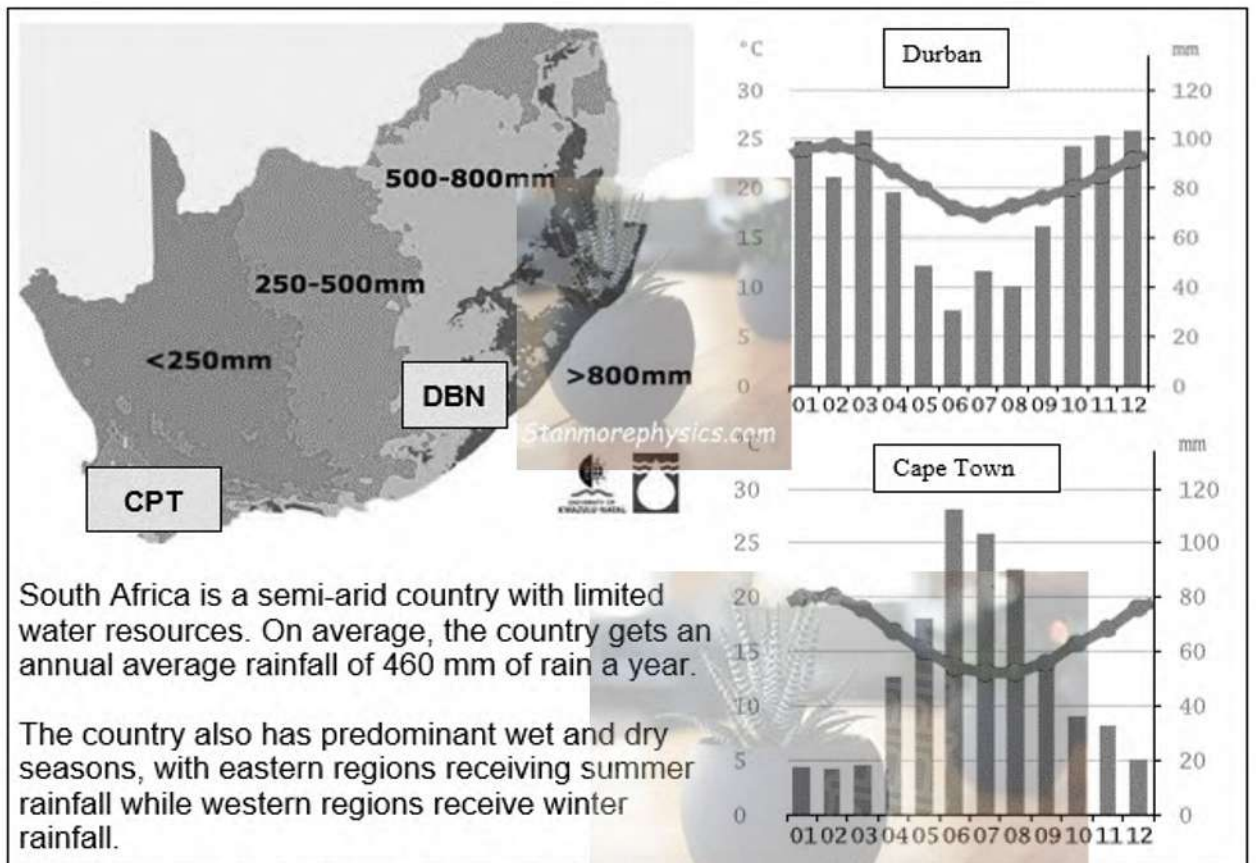 °C
Durban
mm
30
120
25
100
20
80
15
60
10
40
5
20
0
0
01 02 03 04 05 06 07 08 09 10 11 12
500-800mm
250-500mm
<250mm
>800mm
DBN
CPT
Stanmorephysics.com
UNIVERSITY OF
KWAZULU-NATAL
°C
Cape Town
mm
30
120
25
100
20
80
15
60
10
40
5
20
0
0
01 02 03 04 05 06 07 08 09 10 11 12
South Africa is a semi-arid country with limited
water resources. On average, the country gets an
annual average rainfall of 460 mm of rain a year.
The country also has predominant wet and dry
seasons, with eastern regions receiving summer
rainfall while western regions receive winter
rainfall.